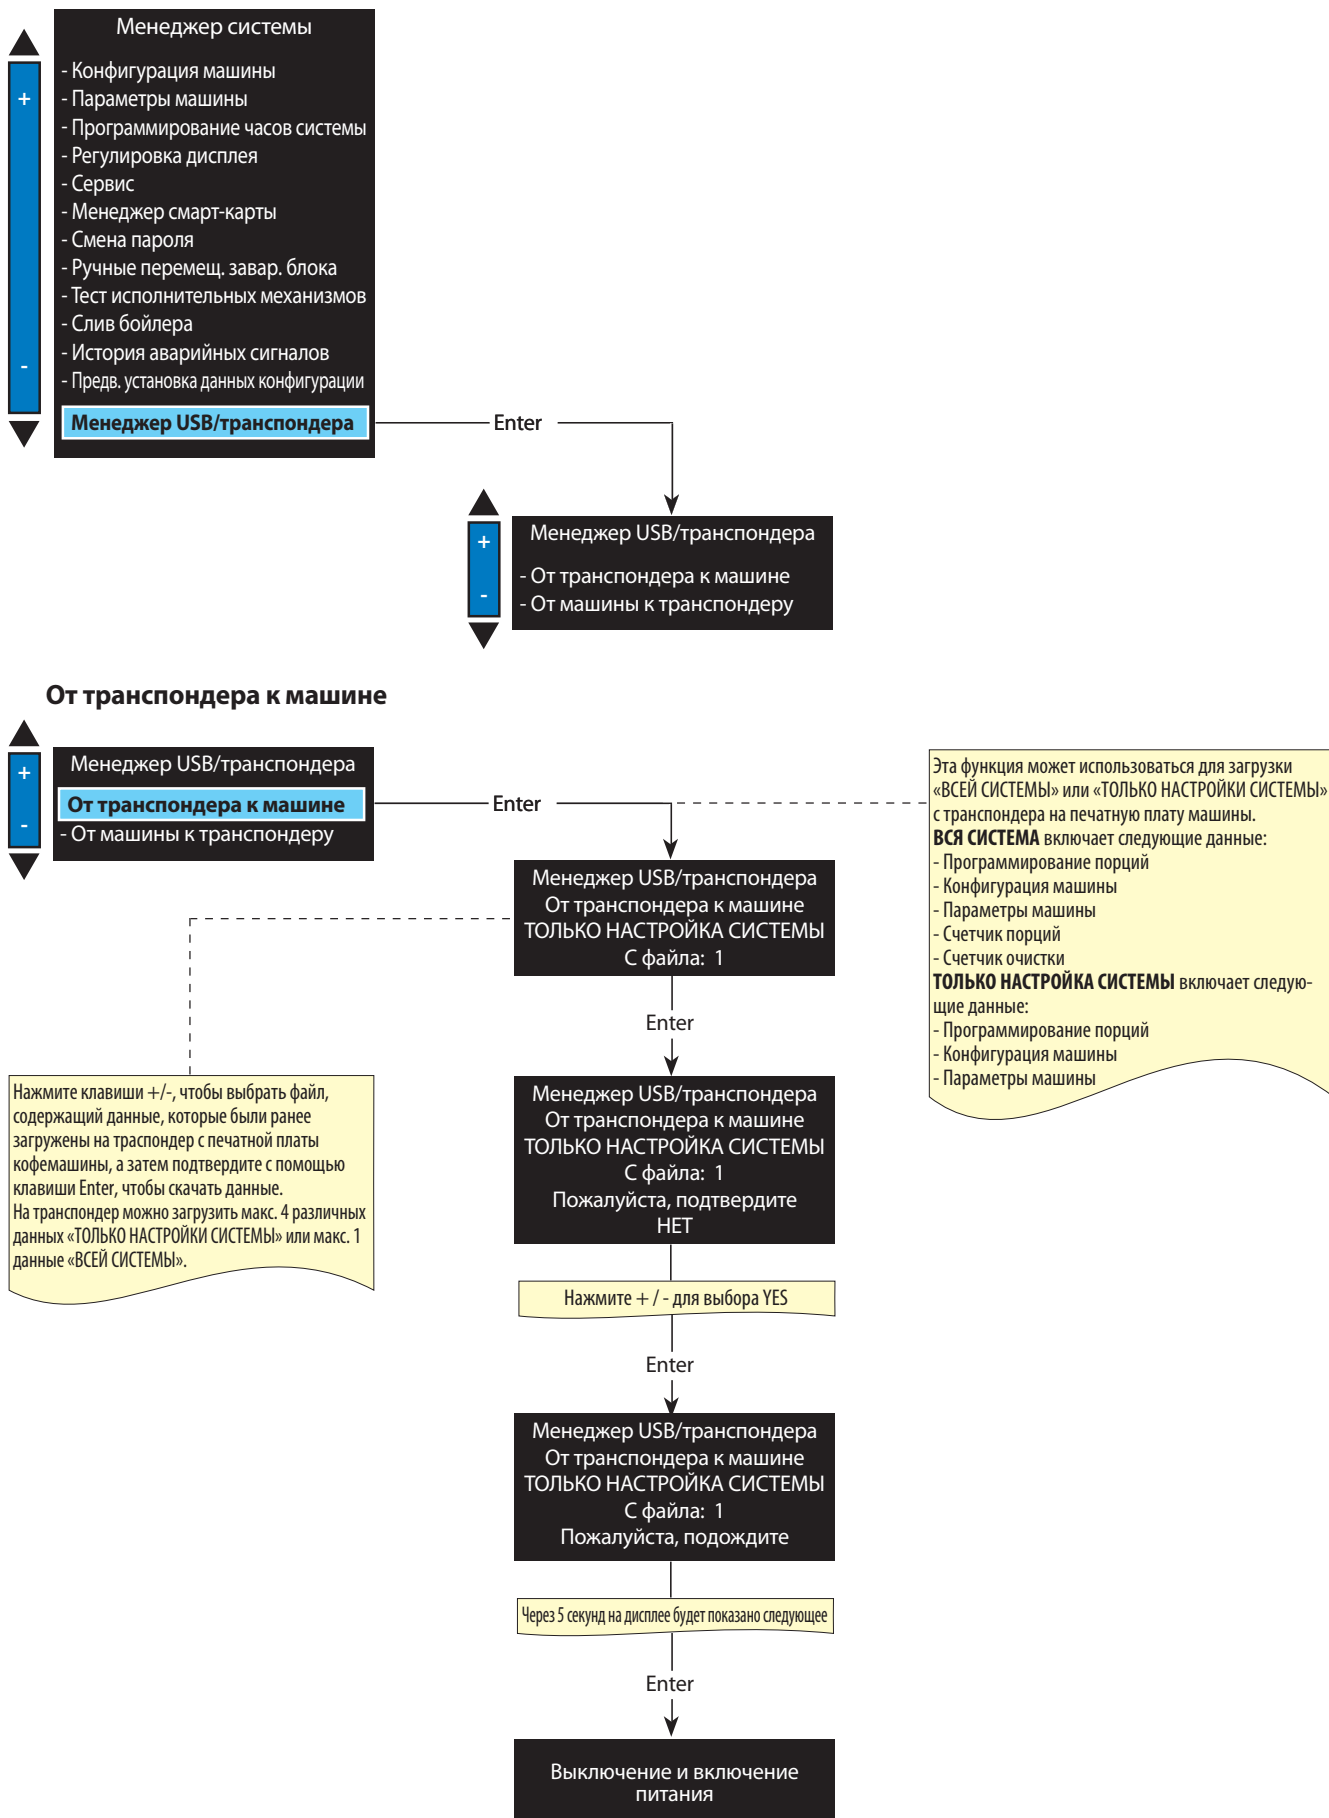 Менеджер системы
- Конфигурация машины
+
- Параметры машины
- Программирование часов системы
- Регулировка дисплея
- Сервис
- Менеджер смарт-карты
- Смена пароля
- Ручные перемещ. завар. блока
- Тест исполнительных механизмов
- Слив бойлера
- История аварийных сигналов
-
- Предв. установка данных конфигурации
Менеджер USB/транспондера
Enter
+
Менеджер USB/транспондера
- От транспондера к машине
-
- От машины к транспондеру
От транспондера к машине
+
Менеджер USB/транспондера
От транспондера к машине
Enter
-
- От машины к транспондеру
Эта функция может использоваться для загрузки
«ВСЕЙ СИСТЕМЫ» или «ТОЛЬКО НАСТРОЙКИ СИСТЕМЫ»
с транспондера на печатную плату машины.
ВСЯ СИСТЕМА включает следующие данные:
- Программирование порций
- Конфигурация машины
- Параметры машины
- Счетчик порций
- Счетчик очистки
ТОЛЬКО НАСТРОЙКА СИСТЕМЫ включает следую-
щие данные:
- Программирование порций
- Конфигурация машины
- Параметры машины
Менеджер USB/транспондера
От транспондера к машине
ТОЛЬКО НАСТРОЙКА СИСТЕМЫ
С файла: 1
Enter
Нажмите клавиши +/-, чтобы выбрать файл,
содержащий данные, которые были ранее
загружены на траспондер с печатной платы
кофемашины, а затем подтвердите с помощью
клавиши Enter, чтобы скачать данные.
На транспондер можно загрузить макс. 4 различных
данных «ТОЛЬКО НАСТРОЙКИ СИСТЕМЫ» или макс. 1
данные «ВСЕЙ СИСТЕМЫ».
Менеджер USB/транспондера
От транспондера к машине
ТОЛЬКО НАСТРОЙКА СИСТЕМЫ
С файла: 1
Пожалуйста, подтвердите
НЕТ
Нажмите + / - для выбора YES
Enter
Менеджер USB/транспондера
От транспондера к машине
ТОЛЬКО НАСТРОЙКА СИСТЕМЫ
С файла: 1
Пожалуйста, подождите
Через 5 секунд на дисплее будет показано следующее
Enter
Выключение и включение
питания